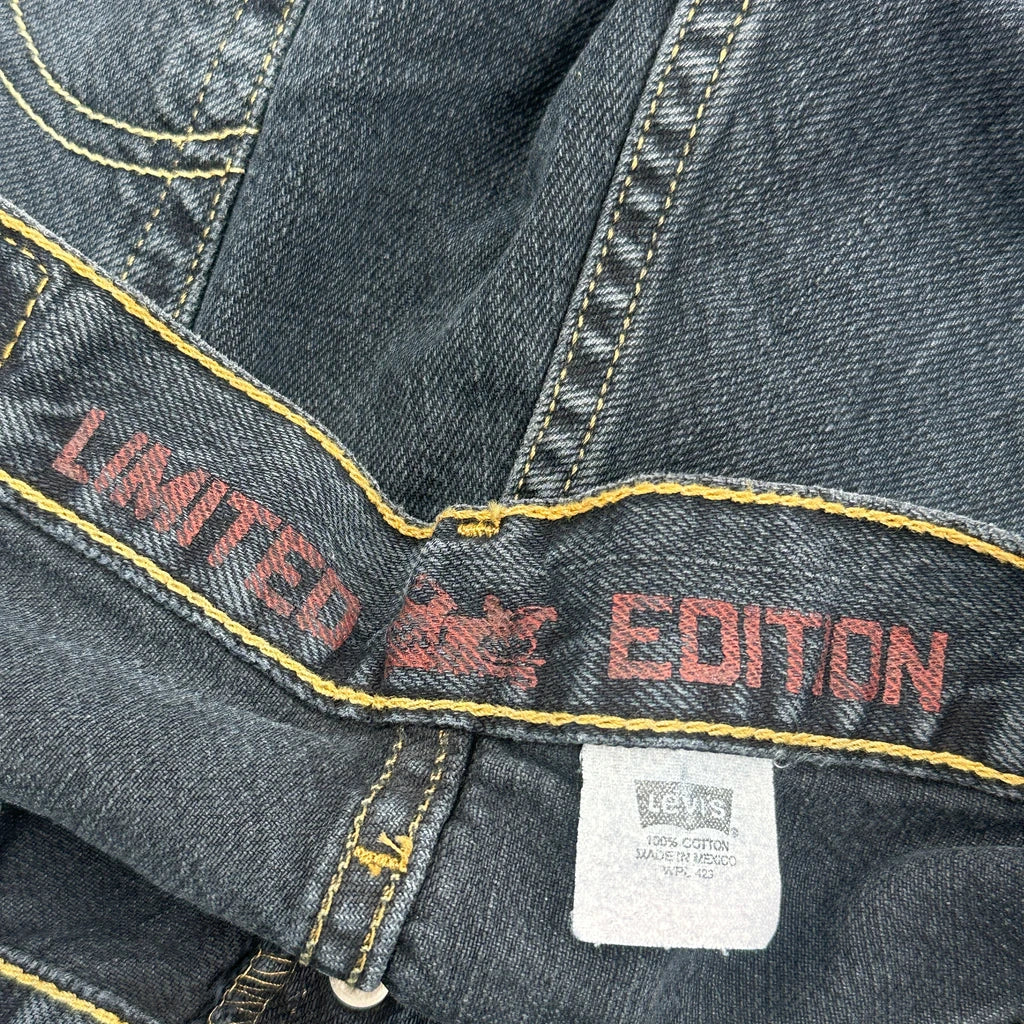 LIMITED EDITION
Levi's
®
100% COTTON
MADE IN MEXICO
WPL 423